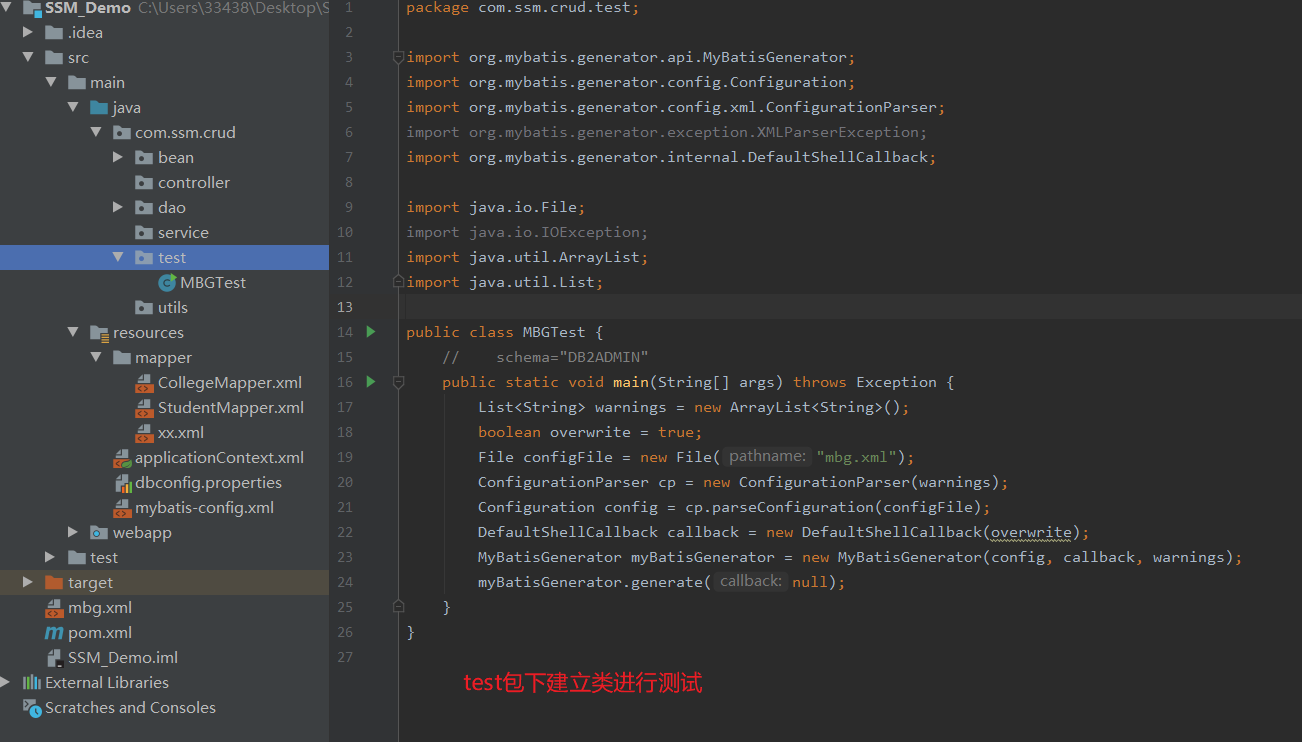 SSM_Demo C:\Users\33438\Desktop\S
.idea
src
main
java
com.ssm.crud
bean
controller
dao
service
test
MBGTest
utils
resources
mapper
CollegeMapper.xml
StudentMapper.xml
xx.xml
applicationContext.xml
dbconfig.properties
mybatis-config.xml
webapp
test
target
mbg.xml
pom.xml
SSM_Demo.iml
External Libraries
Scratches and Consoles
1 package com.ssm.crud.test;
2
3 import org.mybatis.generator.api.MyBatisGenerator;
4 import org.mybatis.generator.config.Configuration;
5 import org.mybatis.generator.config.xml.ConfigurationParser;
6 import org.mybatis.generator.exception.XMLParserException;
7 import org.mybatis.generator.internal.DefaultShellCallback;
8
9 import java.io.File;
10 import java.io.IOException;
11 import java.util.ArrayList;
12 import java.util.List;
13
14 public class MBGTest {
15 //    schema="DB2ADMIN"
16 public static void main(String[] args) throws Exception {
17 List<String> warnings = new ArrayList<String>();
18 boolean overwrite = true;
19 File configFile = new File( pathname: "mbg.xml");
20 ConfigurationParser cp = new ConfigurationParser(warnings);
21 Configuration config = cp.parseConfiguration(configFile);
22 DefaultShellCallback callback = new DefaultShellCallback(overwrite);
23 MyBatisGenerator myBatisGenerator = new MyBatisGenerator(config, callback, warnings);
24 myBatisGenerator.generate( callback: null);
25 }
26 }
27
test包下建立类进行测试